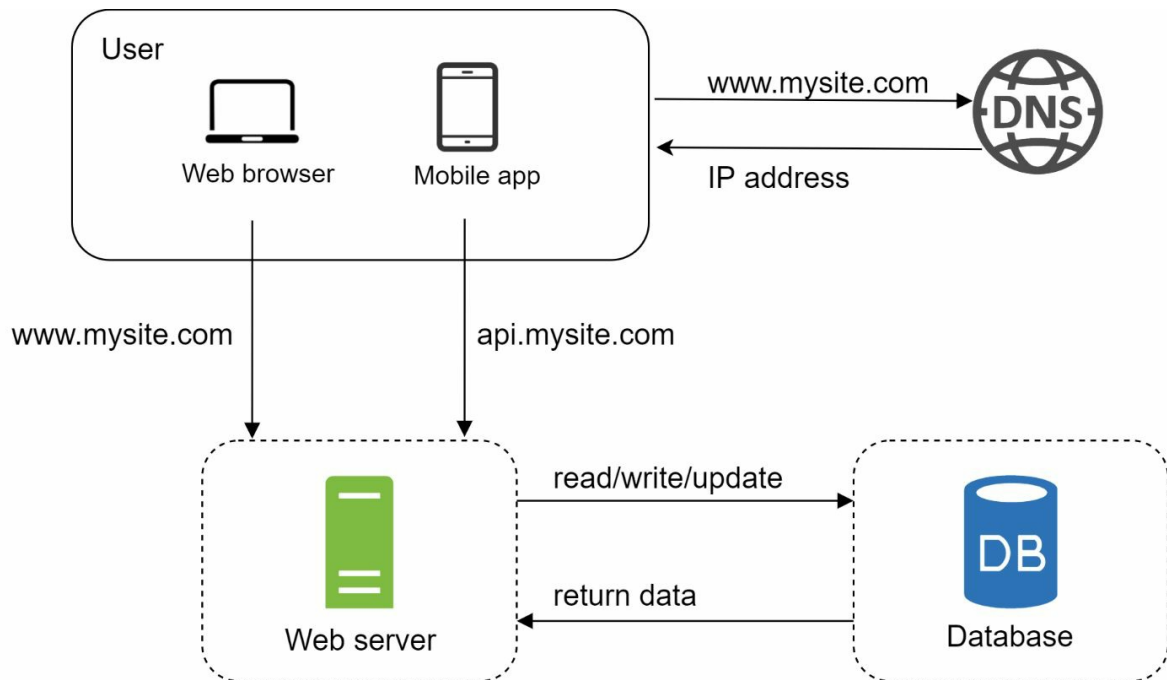 User
www.mysite.com
DNS
Web browser
Mobile app
IP address
www.mysite.com
api.mysite.com
read/write/update
DB
return data
Web server
Database